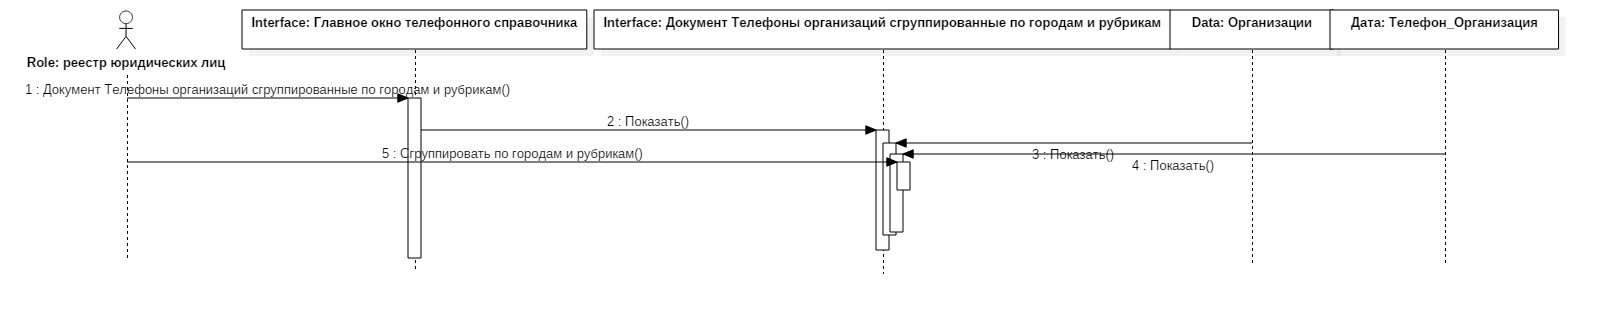 Interface: Главное окно телефонного справочника
Interface: Документ Телефоны организаций сгруппированные по городам и рубрикам
Data: Организации
Дата: Телефон_Организация
Role: реестр юридических лиц
1 : Документ Телефоны организаций сгруппированные по городам и рубрикам()
2 : Показать()
5 : Сгруппировать по городам и рубрикам()
3 : Показать()
4 : Показать()